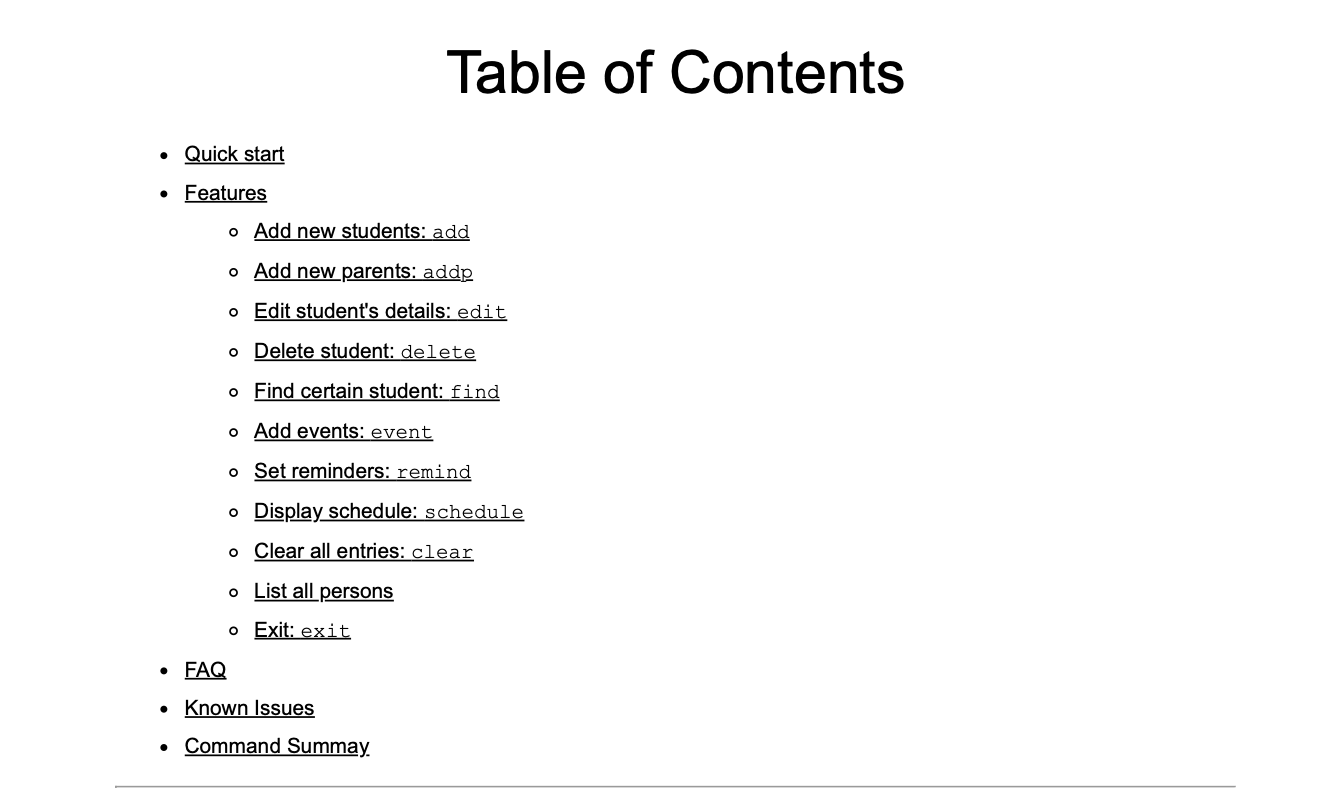 Table of Contents
Quick start
Features
Add new students: add
Add new parents: addp
Edit student's details: edit
Delete student: delete
Find certain student: find
Add events: event
Set reminders: remind
Display schedule: schedule
Clear all entries: clear
List all persons
Exit: exit
FAQ
Known Issues
Command Summay